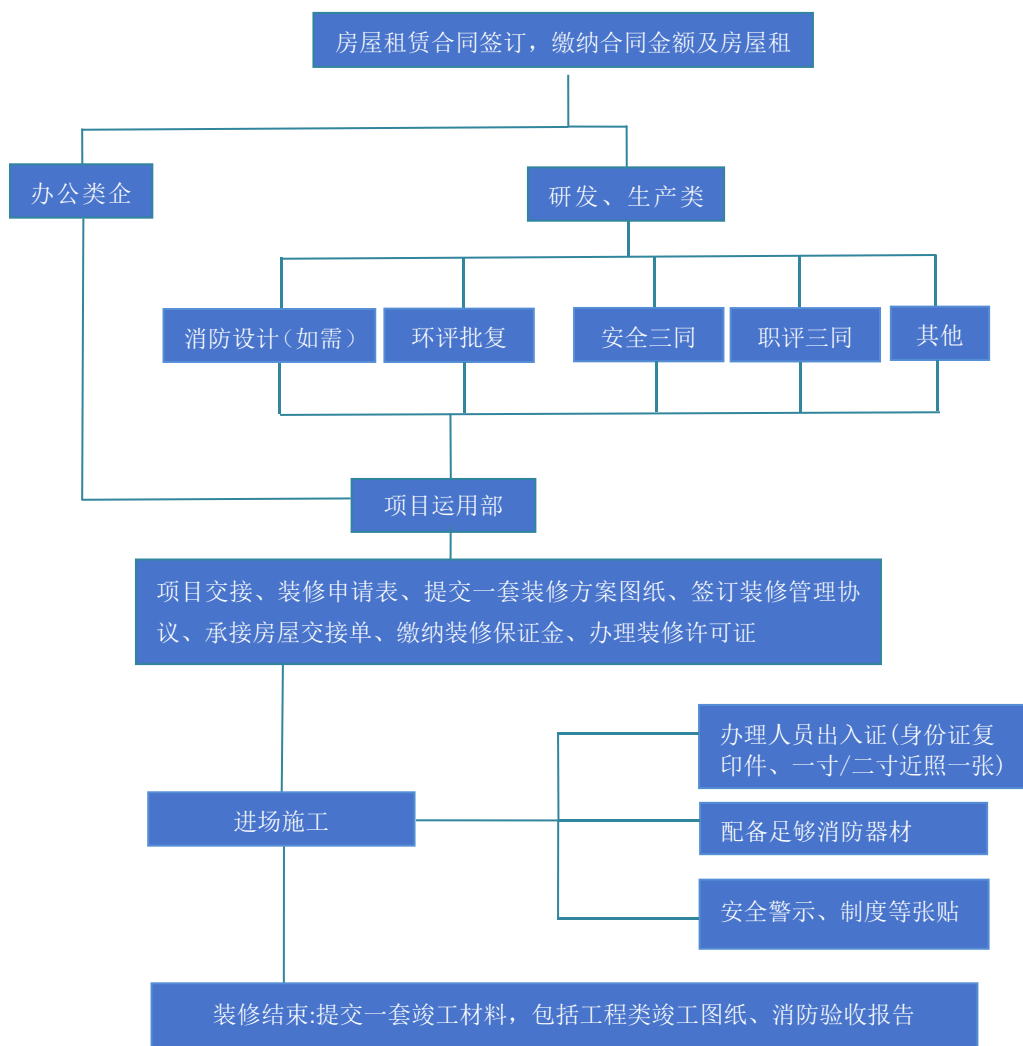 房屋租赁合同签订，缴纳合同金额及房屋租
办公类企
研发、生产类
消防设计（如需）
环评批复
安全三同
职评三同
其他
项目运用部
项目交接、装修申请表、提交一套装修方案图纸、签订装修管理协
议、承接房屋交接单、缴纳装修保证金、办理装修许可证
办理人员出入证(身份证复
印件、一寸/二寸近照一张)
进场施工
配备足够消防器材
安全警示、制度等张贴
装修结束:提交一套竣工材料，包括工程类竣工图纸、消防验收报告